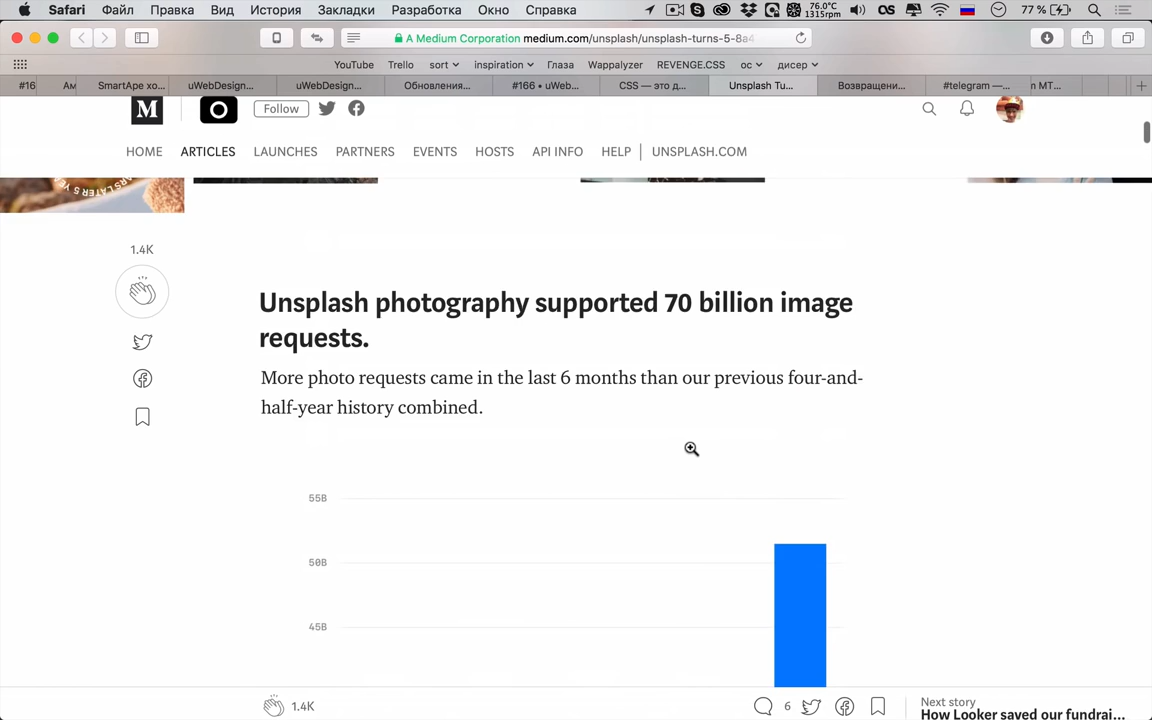 Safari Файл Правка Вид История Закладки Разработка Окно Справка 76.0°C 1315rpm OS 77 %
A Medium Corporation medium.com/unsplash/unsplash-turns-5-8a4
YouTube Trello sort inspiration Глаза Wappalyzer REVENGE.CSS ос дисер
#16 Ам SmartApe xo... uWebDesign... uWebDesign... Обновления... #166 • uWeb... CSS — это д... Unsplash Tu... Возвращени... #telegram —... n MT...
M Follow
HOME ARTICLES LAUNCHES PARTNERS EVENTS HOSTS API INFO HELP UNSPLASH.COM
1.4K
Unsplash photography supported 70 billion image
requests.
More photo requests came in the last 6 months than our previous four-and-
half-year history combined.
55B
50B
45B
1.4K 6 Next story
How Looker saved our fundrai...